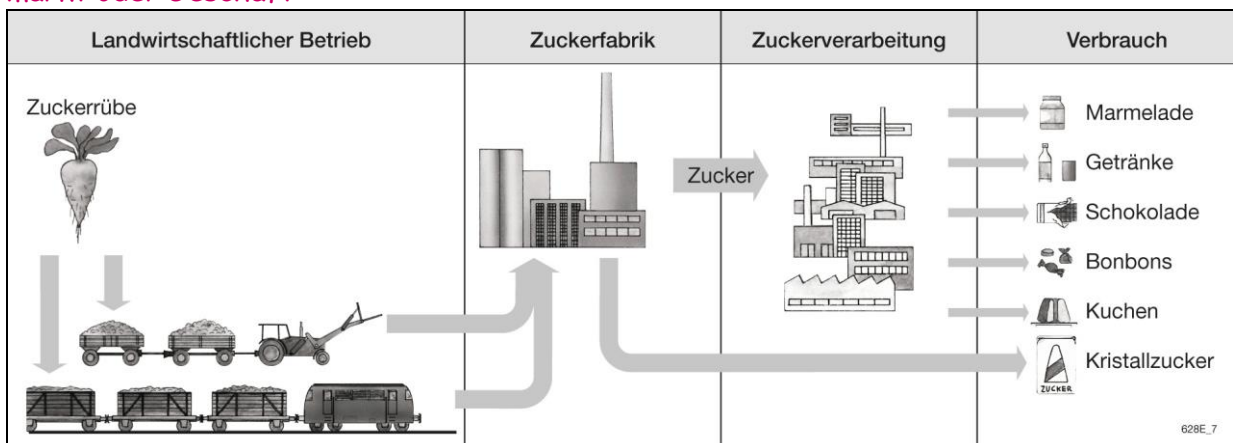 Landwirtschaftlicher Betrieb
Zuckerfabrik
Zuckerverarbeitung
Verbrauch
Zuckerrübe
Zucker
Marmelade
Getränke
Schokolade
Bonbons
Kuchen
Kristallzucker
ZUCKER
628E_7